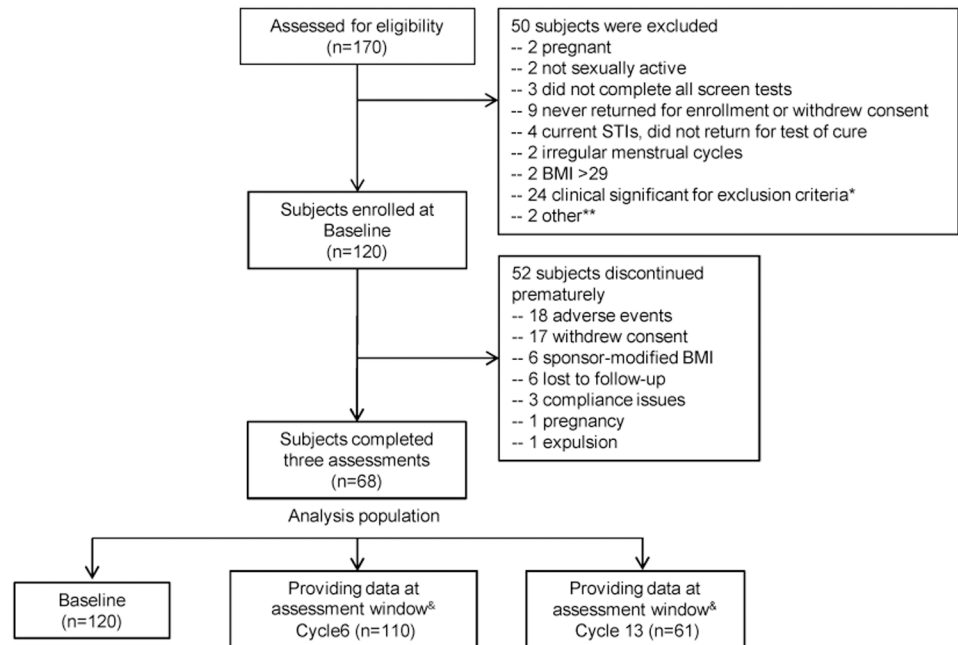 Assessed for eligibility
(n=170)
50 subjects were excluded
-- 2 pregnant
-- 2 not sexually active
-- 3 did not complete all screen tests
-- 9 never returned for enrollment or withdrew consent
-- 4 current STIs, did not return for test of cure
-- 2 irregular menstrual cycles
-- 2 BMI >29
-- 24 clinical significant for exclusion criteria*
-- 2 other**
Subjects enrolled at
Baseline
(n=120)
52 subjects discontinued
prematurely
-- 18 adverse events
-- 17 withdrew consent
-- 6 sponsor-modified BMI
-- 6 lost to follow-up
-- 3 compliance issues
-- 1 pregnancy
-- 1 expulsion
Subjects completed
three assessments
(n=68)
Analysis population
Baseline
(n=120)
Providing data at
assessment window&
Cycle6 (n=110)
Providing data at
assessment window&
Cycle 13 (n=61)